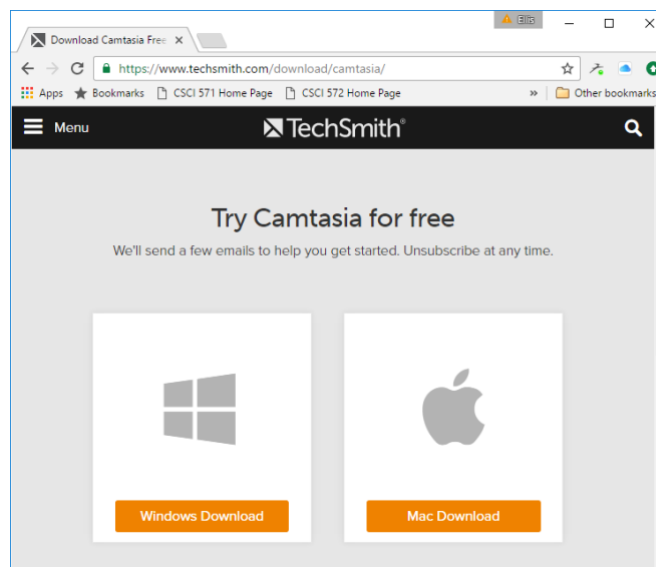 Ellis
Download Camtasia Free
https://www.techsmith.com/download/camtasia/
Apps Bookmarks CSCI 571 Home Page CSCI 572 Home Page » Other bookmarks
Menu TechSmith®
Try Camtasia for free
We'll send a few emails to help you get started. Unsubscribe at any time.
Windows Download Mac Download